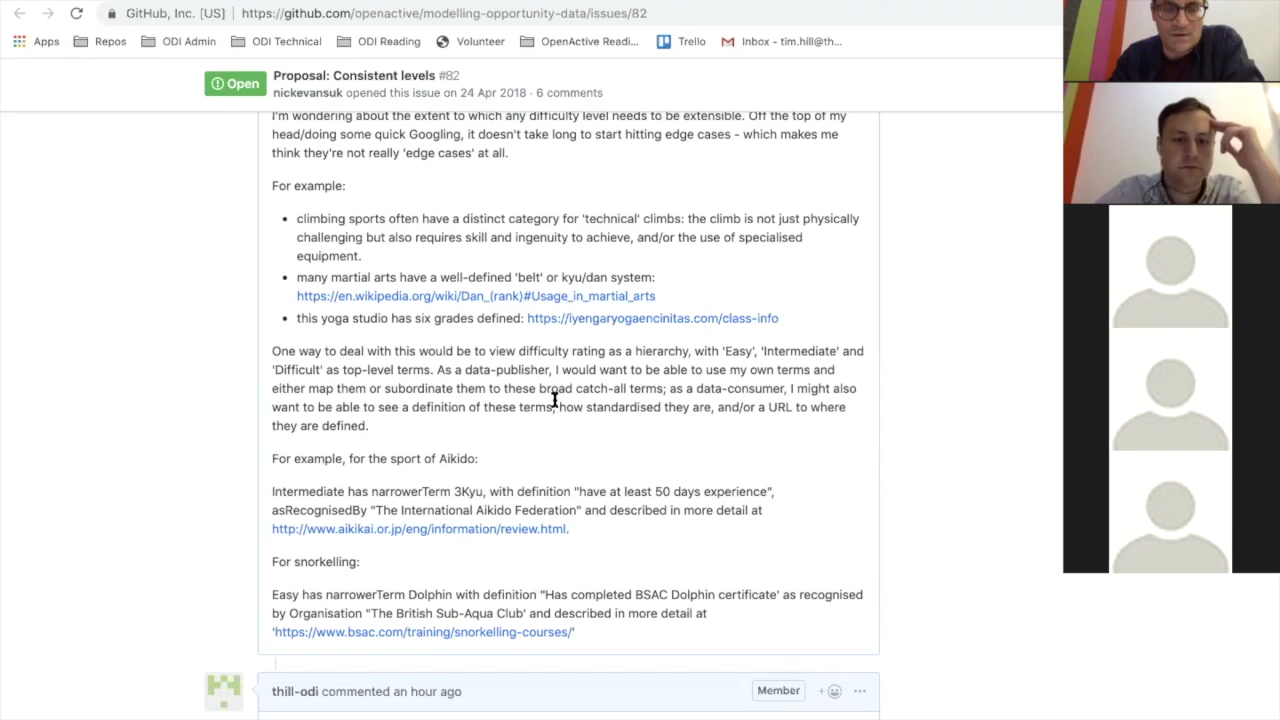 GitHub, Inc. [US] | https://github.com/openactive/modelling-opportunity-data/issues/82
Apps Repos ODI Admin ODI Technical ODI Reading Volunteer OpenActive Readi... Trello Inbox - tim.hill@th...
Open
Proposal: Consistent levels #82
nickevansuk opened this issue on 24 Apr 2018 · 6 comments
I'm wondering about the extent to which any difficulty level needs to be extensible. Off the top of my
head/doing some quick Googling, it doesn't take long to start hitting edge cases - which makes me
think they're not really 'edge cases' at all.
For example:
• climbing sports often have a distinct category for 'technical' climbs: the climb is not just physically
challenging but also requires skill and ingenuity to achieve, and/or the use of specialised
equipment.
• many martial arts have a well-defined 'belt' or kyu/dan system:
https://en.wikipedia.org/wiki/Dan_(rank)#Usage_in_martial_arts
• this yoga studio has six grades defined: https://iyengaryogaencinitas.com/class-info
One way to deal with this would be to view difficulty rating as a hierarchy, with 'Easy', 'Intermediate' and
'Difficult' as top-level terms. As a data-publisher, I would want to be able to use my own terms and
either map them or subordinate them to these broad catch-all terms; as a data-consumer, I might also
want to be able to see a definition of these terms, how standardised they are, and/or a URL to where
they are defined.
For example, for the sport of Aikido:
Intermediate has narrowerTerm 3Kyu, with definition "have at least 50 days experience",
asRecognisedBy "The International Aikido Federation" and described in more detail at
http://www.aikikai.or.jp/eng/information/review.html.
For snorkelling:
Easy has narrowerTerm Dolphin with definition "Has completed BSAC Dolphin certificate' as recognised
by Organisation "The British Sub-Aqua Club' and described in more detail at
'https://www.bsac.com/training/snorkelling-courses/'
thill-odi commented an hour ago
Member